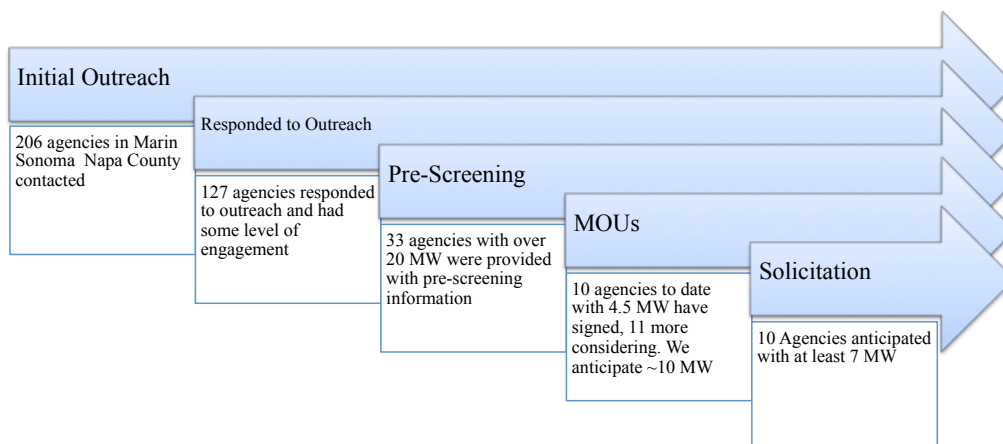 Initial Outreach
206 agencies in Marin
Sonoma  Napa County
contacted
Responded to Outreach
127 agencies responded
to outreach and had
some level of
engagement
Pre-Screening
33 agencies with over
20 MW were provided
with pre-screening
information
MOUs
10 agencies to date
with 4.5 MW have
signed, 11 more
considering. We
anticipate ~10 MW
Solicitation
10 Agencies anticipated
with at least 7 MW